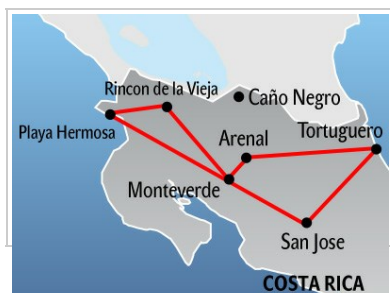 Rincon de la Vieja
Caño Negro
Playa Hermosa
Arenal
Tortuguero
Monteverde
San Jose
COSTA RICA